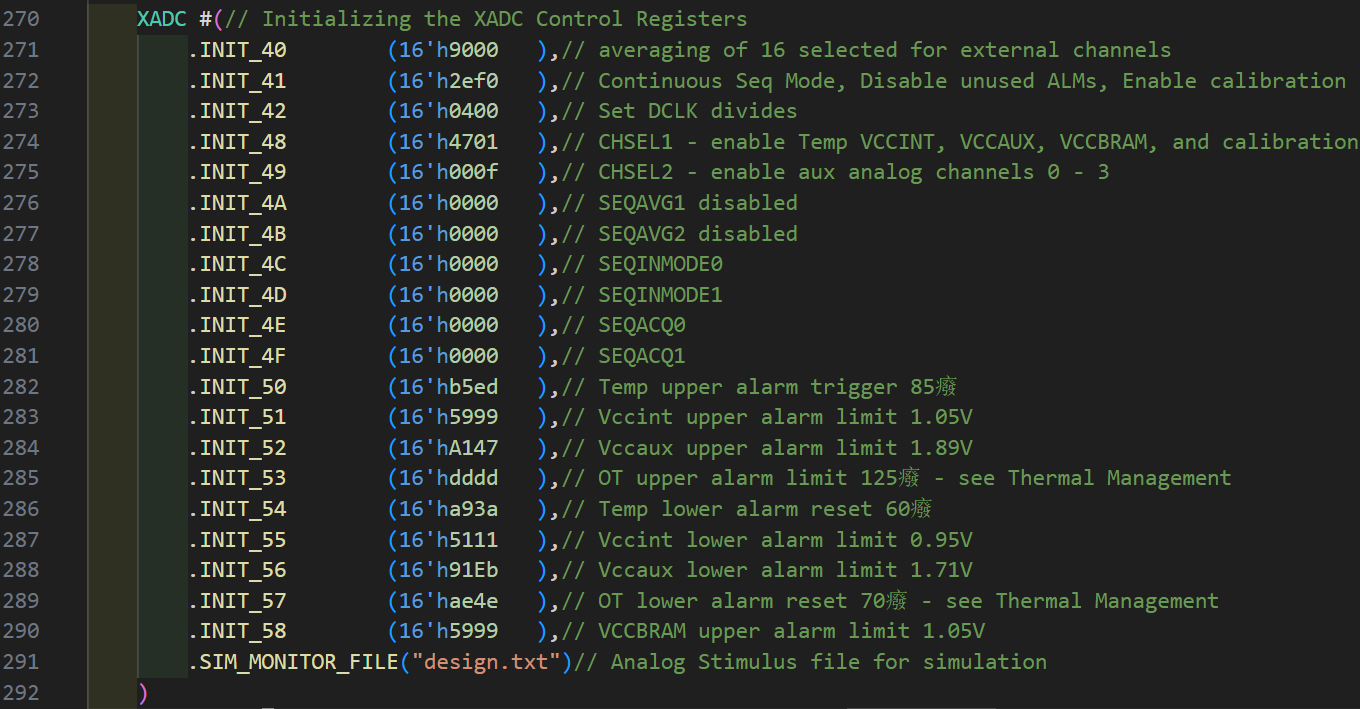 270 XADC #(// Initializing the XADC Control Registers
271 .INIT_40 (16'h9000 ),// averaging of 16 selected for external channels
272 .INIT_41 (16'h2ef0 ),// Continuous Seq Mode, Disable unused ALMs, Enable calibration
273 .INIT_42 (16'h0400 ),// Set DCLK divides
274 .INIT_48 (16'h4701 ),// CHSEL1 - enable Temp VCCINT, VCCAUX, VCCBRAM, and calibration
275 .INIT_49 (16'h000f ),// CHSEL2 - enable aux analog channels 0 - 3
276 .INIT_4A (16'h0000 ),// SEQAVG1 disabled
277 .INIT_4B (16'h0000 ),// SEQAVG2 disabled
278 .INIT_4C (16'h0000 ),// SEQINMODE0
279 .INIT_4D (16'h0000 ),// SEQINMODE1
280 .INIT_4E (16'h0000 ),// SEQACQ0
281 .INIT_4F (16'h0000 ),// SEQACQ1
282 .INIT_50 (16'hb5ed ),// Temp upper alarm trigger 85癈
283 .INIT_51 (16'h5999 ),// Vccint upper alarm limit 1.05V
284 .INIT_52 (16'hA147 ),// Vccaux upper alarm limit 1.89V
285 .INIT_53 (16'hdddd ),// OT upper alarm limit 125癈 - see Thermal Management
286 .INIT_54 (16'ha93a ),// Temp lower alarm reset 60癈
287 .INIT_55 (16'h5111 ),// Vccint lower alarm limit 0.95V
288 .INIT_56 (16'h91Eb ),// Vccaux lower alarm limit 1.71V
289 .INIT_57 (16'hae4e ),// OT lower alarm reset 70癈 - see Thermal Management
290 .INIT_58 (16'h5999 ),// VCCBRAM upper alarm limit 1.05V
291 .SIM_MONITOR_FILE("design.txt")// Analog Stimulus file for simulation
292 )